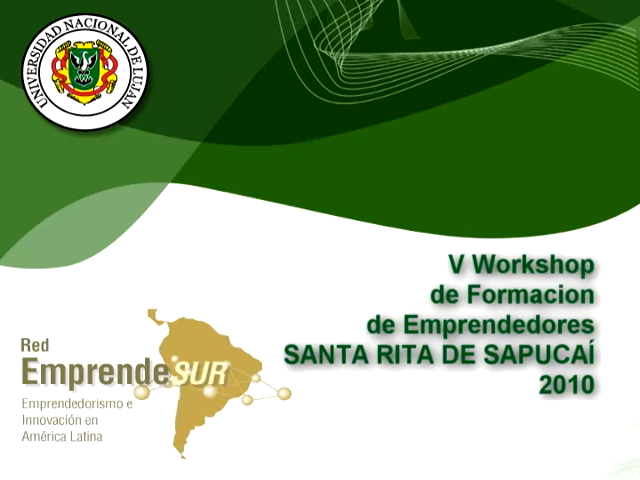 UNIVERSIDAD NACIONAL DE LUJAN
V Workshop
de Formacion
de Emprendedores
SANTA RITA DE SAPUCAÍ
2010
Red
EmprendeSUR
Emprendedorismo e
Innovación en
América Latina